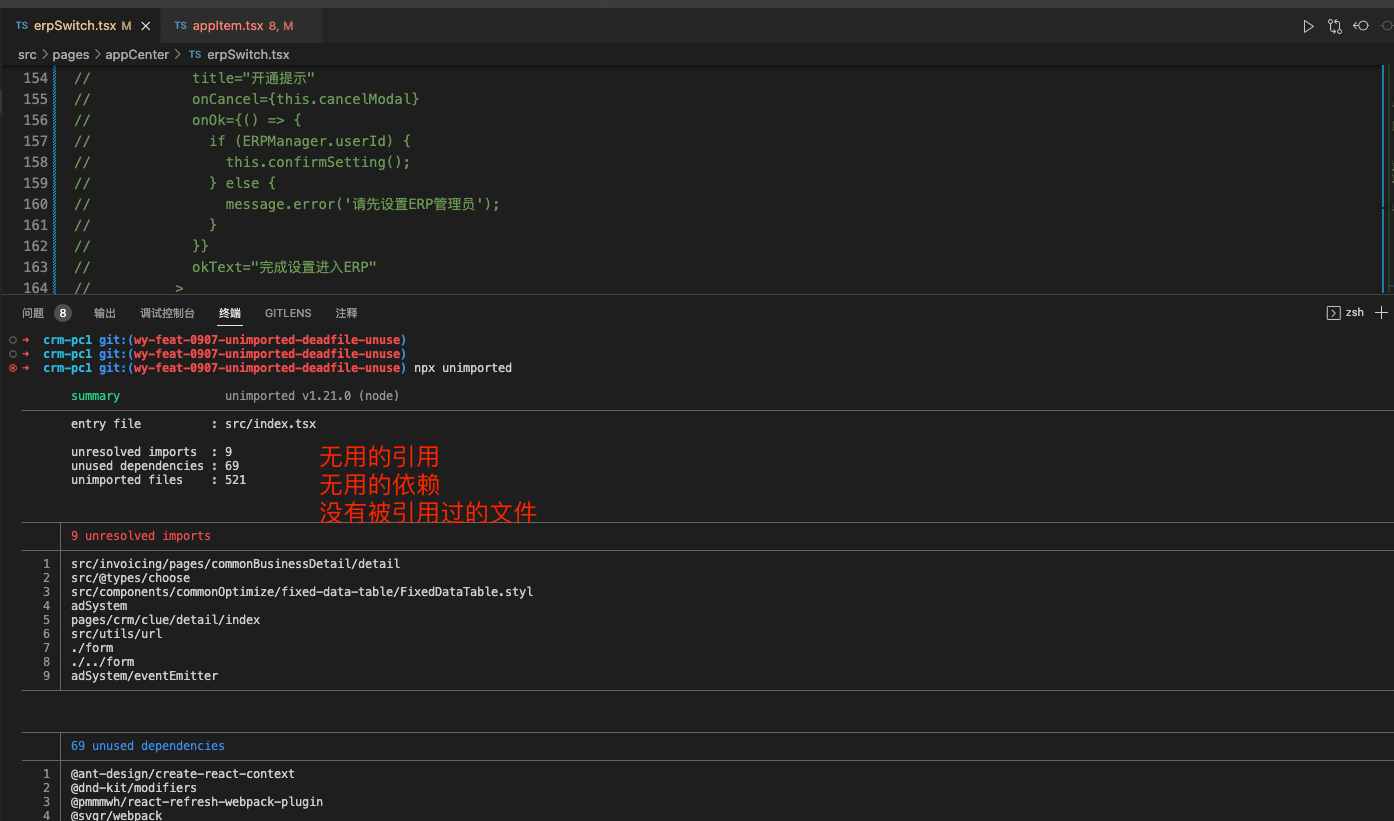 TS erpSwitch.tsx M TS appItem.tsx 8, M
src > pages > appCenter > TS erpSwitch.tsx
154 // title="开通提示"
155 // onCancel={this.cancelModal}
156 // onOk={() => {
157 // if (ERPManager.userId) {
158 // this.confirmSetting();
159 // } else {
160 // message.error('请先设置ERP管理员');
161 // }
162 // }}
163 // okText="完成设置进入ERP"
164 // >
问题 8 输出 调试控制台 终端 GITLENS 注释 zsh
crm-pc1 git:(wy-feat-0907-unimported-deadfile-unuse)
crm-pc1 git:(wy-feat-0907-unimported-deadfile-unuse)
crm-pc1 git:(wy-feat-0907-unimported-deadfile-unuse) npx unimported
summary unimported v1.21.0 (node)
entry file : src/index.tsx
unresolved imports : 9 无用的引用
unused dependencies : 69 无用的依赖
unimported files : 521 没有被引用过的文件
9 unresolved imports
1 src/invoicing/pages/commonBusinessDetail/detail
2 src/@types/choose
3 src/components/commonOptimize/fixed-data-table/FixedDataTable.styl
4 adSystem
5 pages/crm/clue/detail/index
6 src/utils/url
7 ./form
8 ./../form
9 adSystem/eventEmitter
69 unused dependencies
1 @ant-design/create-react-context
2 @dnd-kit/modifiers
3 @pmmmwh/react-refresh-webpack-plugin
4 @svgr/webpack